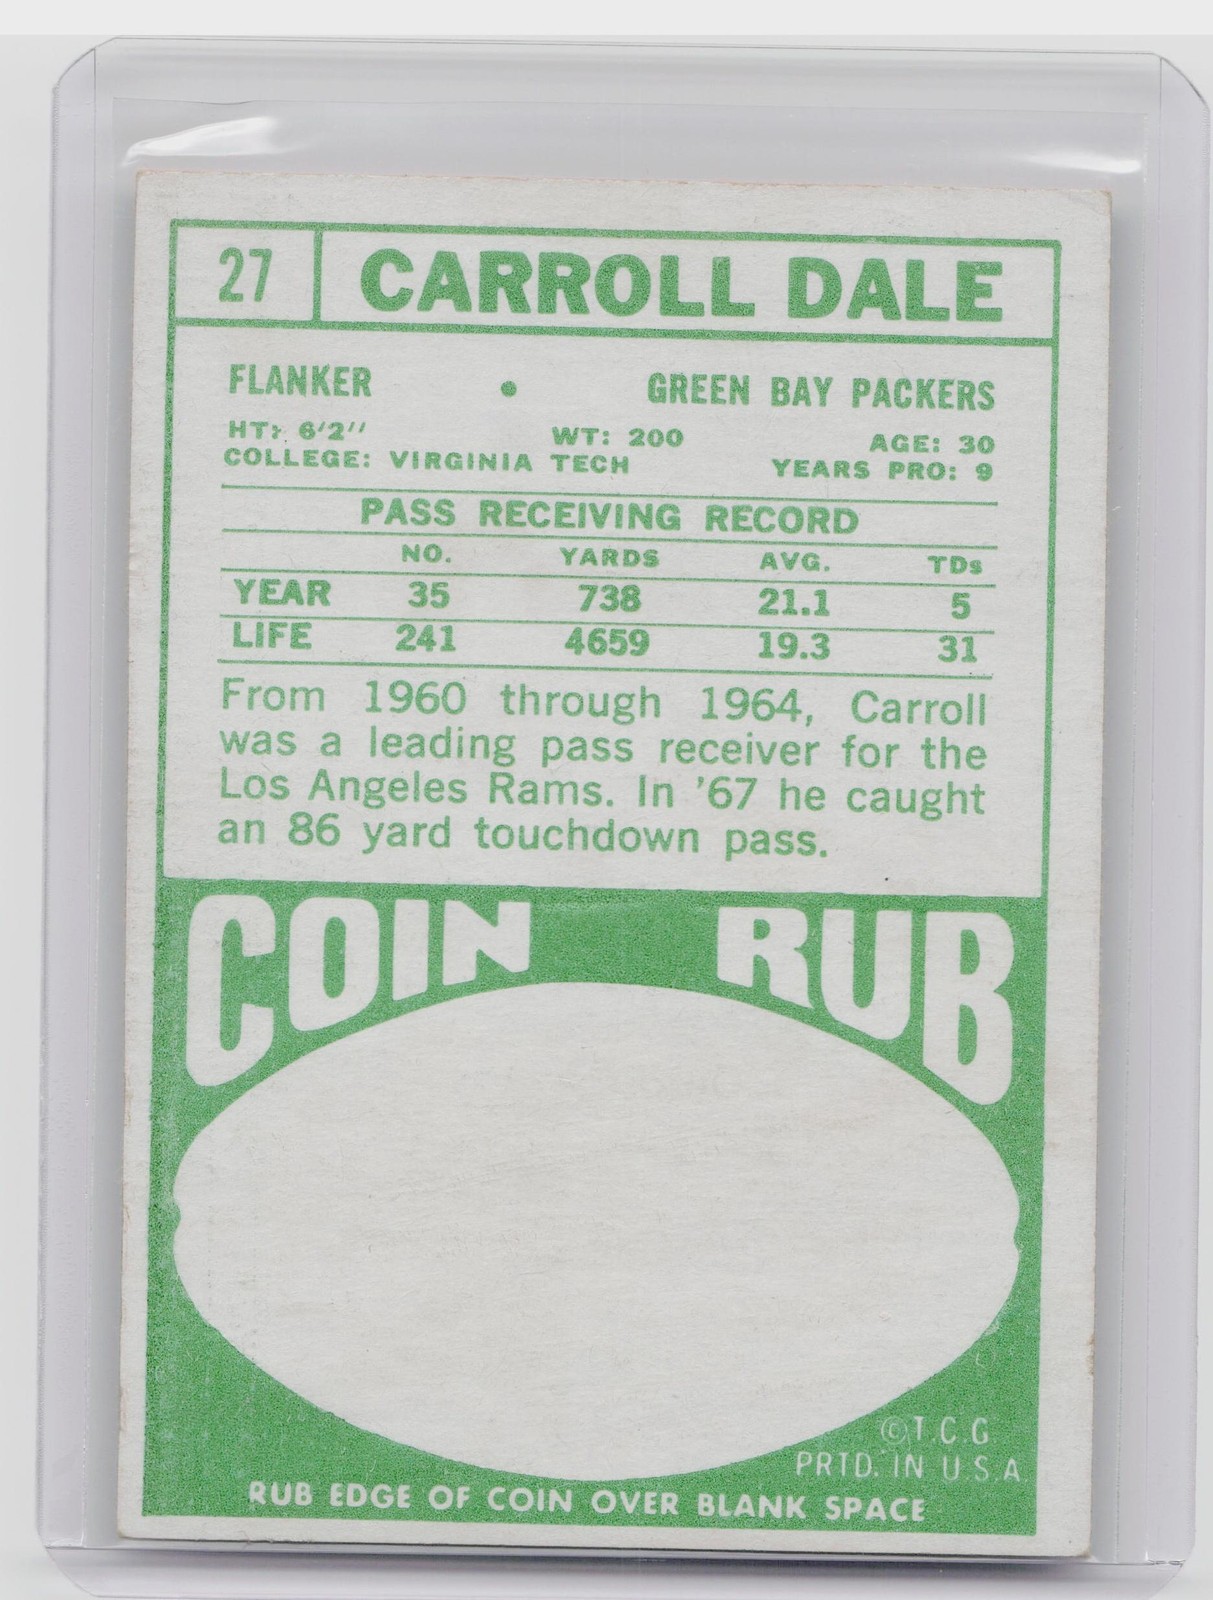 27 CARROLL DALE
FLANKER • GREEN BAY PACKERS
HT: 6'2" WT: 200 AGE: 30
COLLEGE: VIRGINIA TECH YEARS PRO: 9
PASS RECEIVING RECORD
NO. YARDS AVG. TDs
YEAR 35 738 21.1 5
LIFE 241 4659 19.3 31
From 1960 through 1964, Carroll
was a leading pass receiver for the
Los Angeles Rams. In '67 he caught
an 86 yard touchdown pass.
COIN RUB
© T.C.G.
PRTD. IN U.S.A.
RUB EDGE OF COIN OVER BLANK SPACE